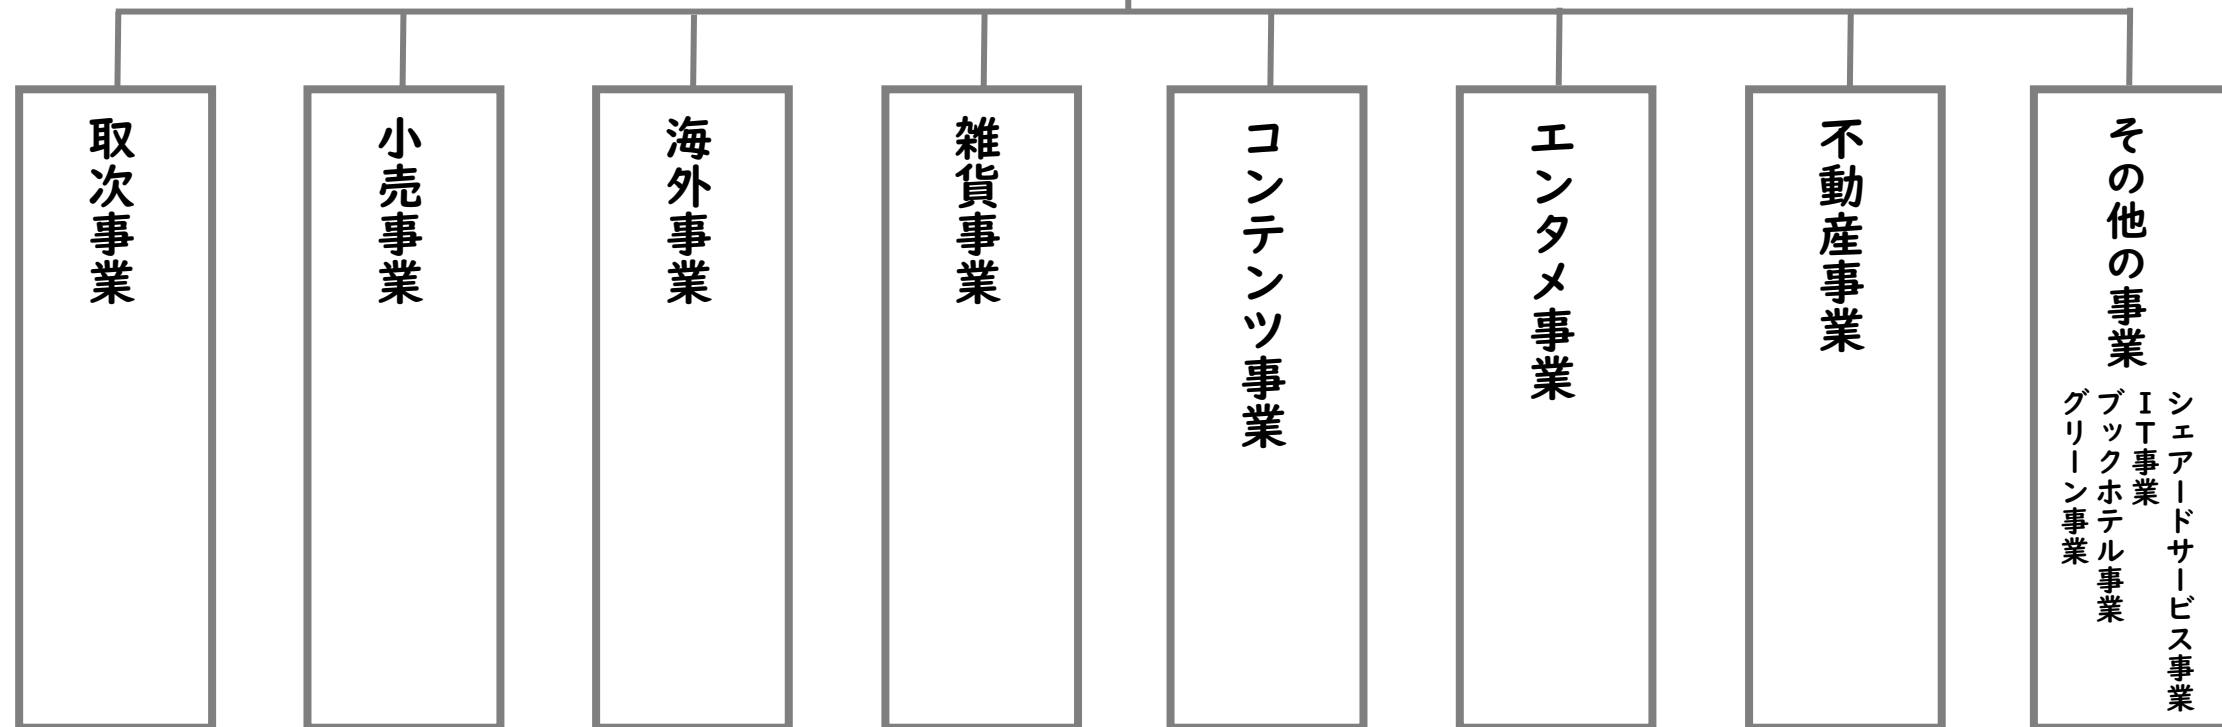 取次事業
小売事業
海外事業
雑貨事業
コンテンツ事業
エンタメ事業
不動産事業
その他の事業
シェアードサービス事業
IT事業
ブックホテル事業
グリーン事業